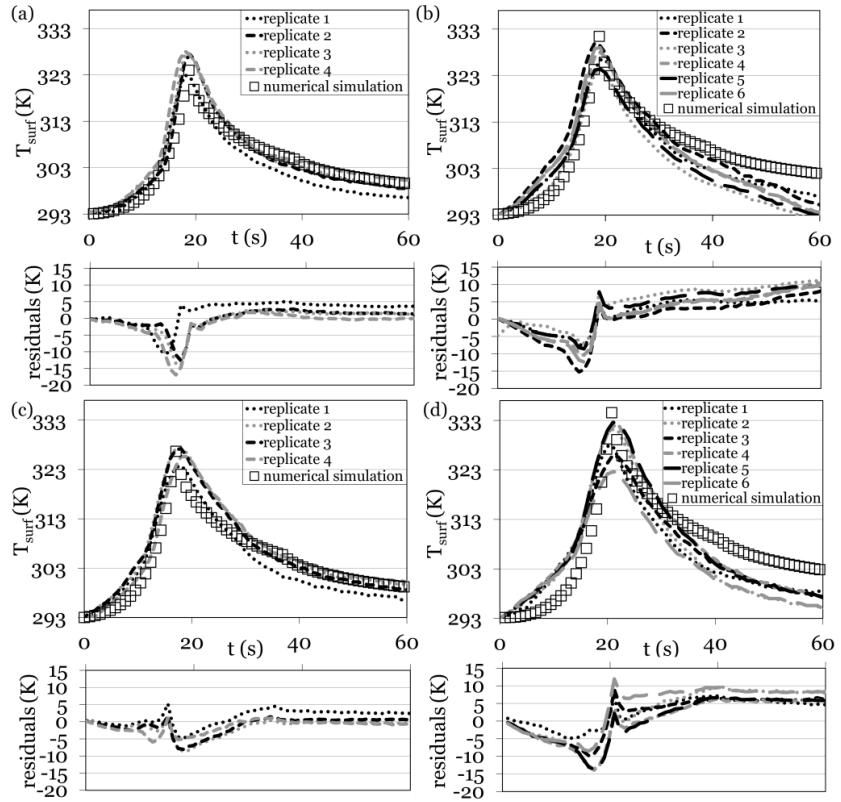 (a)
replicate 1
replicate 2
replicate 3
replicate 4
numerical simulation
333
323
313
303
293
Tsurf (K)
0 20 40 60
t (s)
15
10
5
0
-5
-10
-15
-20
residuals (K)
(b)
replicate 1
replicate 2
replicate 3
replicate 4
replicate 5
replicate 6
numerical simulation
333
323
313
303
293
Tsurf (K)
0 20 40 60
t (s)
15
10
5
0
-5
-10
-15
-20
residuals (K)
(c)
replicate 1
replicate 2
replicate 3
replicate 4
numerical simulation
333
323
313
303
293
Tsurf (K)
0 20 40 60
t (s)
15
10
5
0
-5
-10
-15
-20
residuals (K)
(d)
replicate 1
replicate 2
replicate 3
replicate 4
replicate 5
replicate 6
numerical simulation
333
323
313
303
293
Tsurf (K)
0 20 40 60
t (s)
15
10
5
0
-5
-10
-15
-20
residuals (K)